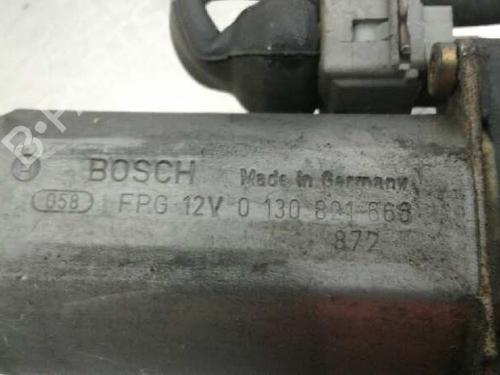 BOSCH Made in Germany
058 FPG 12V 0 130 821 668
872